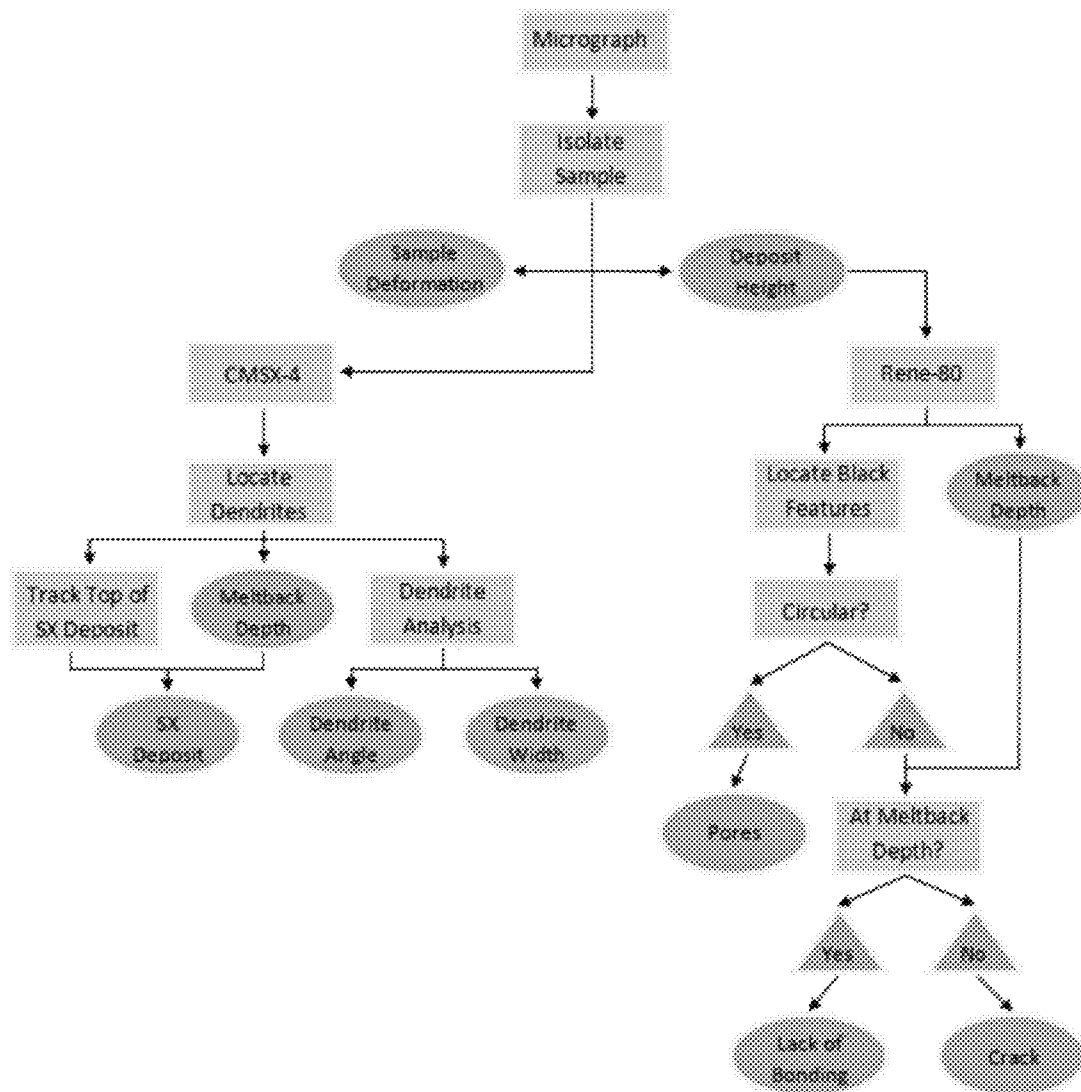 Micrograph
Isolate
Sample
Sample
Deformation
Deposit
Height
CMSX-4
Rene-80
Locate
Dendrites
Locate Black
Features
Meltback
Depth
Track Top of
SX Deposit
Meltback
Depth
Dendrite
Analysis
Circular?
SX
Deposit
Dendrite
Angle
Dendrite
Width
Yes
No
Pores
At Meltback
Depth?
Yes
No
Lack of
Bonding
Crack